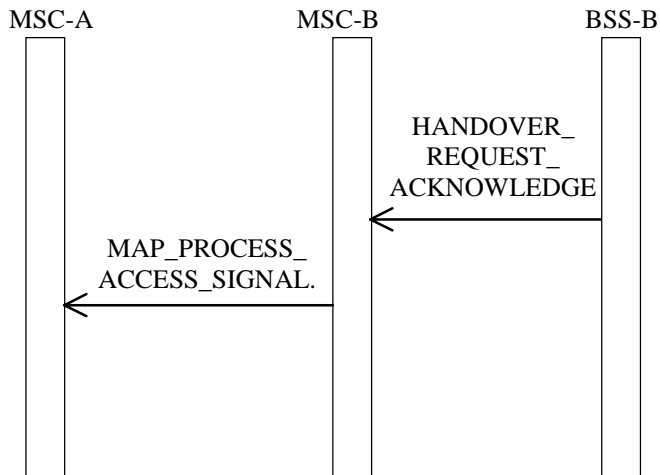 MSC-A
MSC-B
BSS-B
HANDOVER_
REQUEST_
ACKNOWLEDGE
MAP_PROCESS_
ACCESS_SIGNAL.